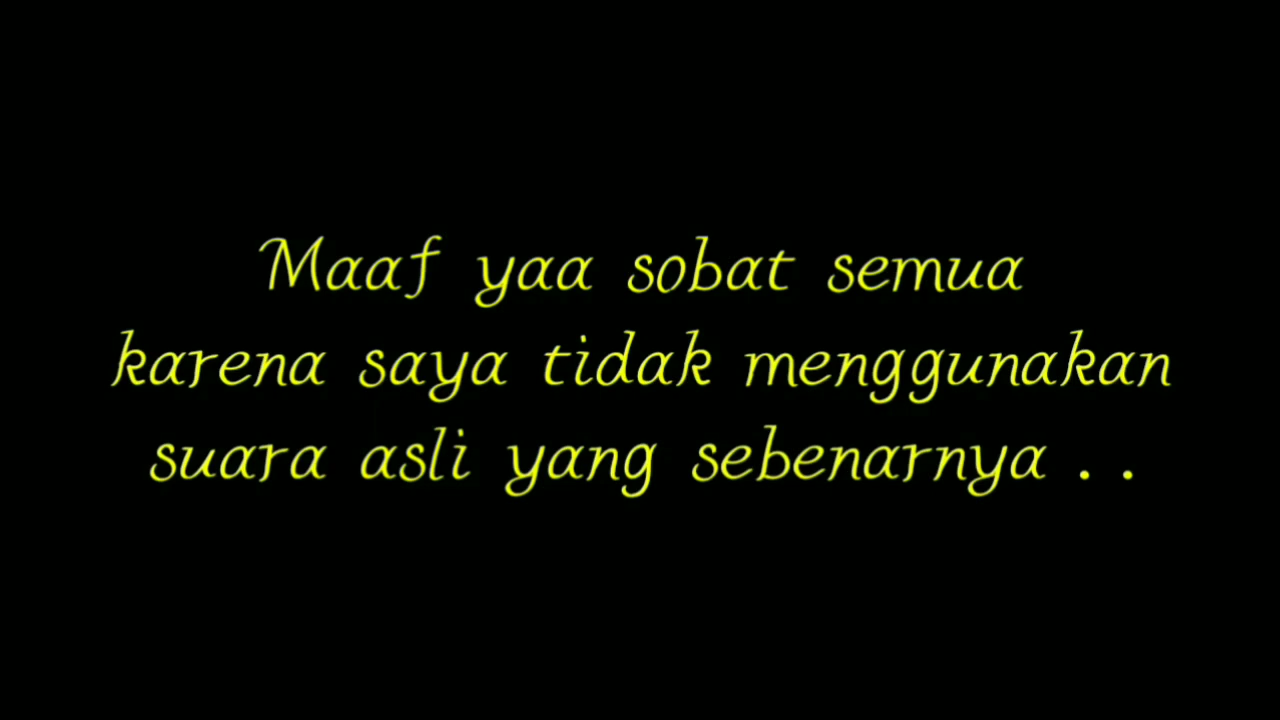 Maaf yaa sobat semua
karena saya tidak menggunakan
suara asli yang sebenarnya . .